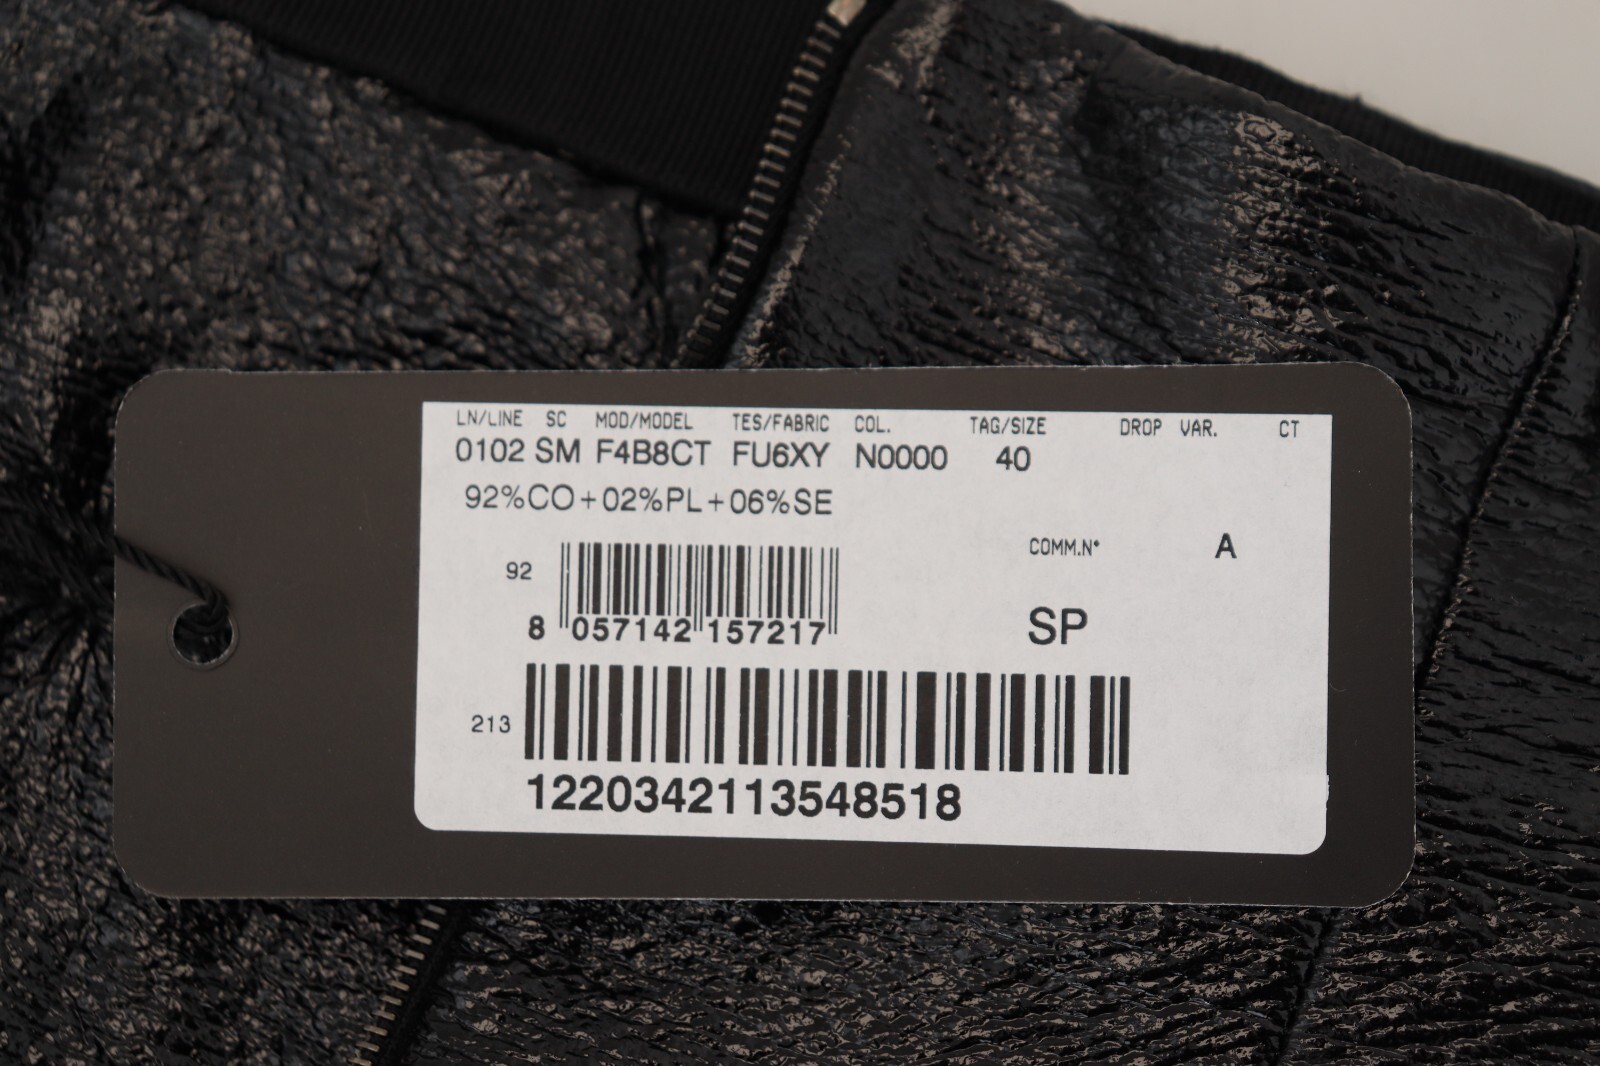 LN/LINE SC MOD/MODEL TES/FABRIC COL. TAG/SIZE DROP VAR. CT
0102 SM F4B8CT FU6XY N0000 40
92%CO+02%PL+06%SE
COMM.N° A
92
8 057142 157217
SP
213
1220342113548518